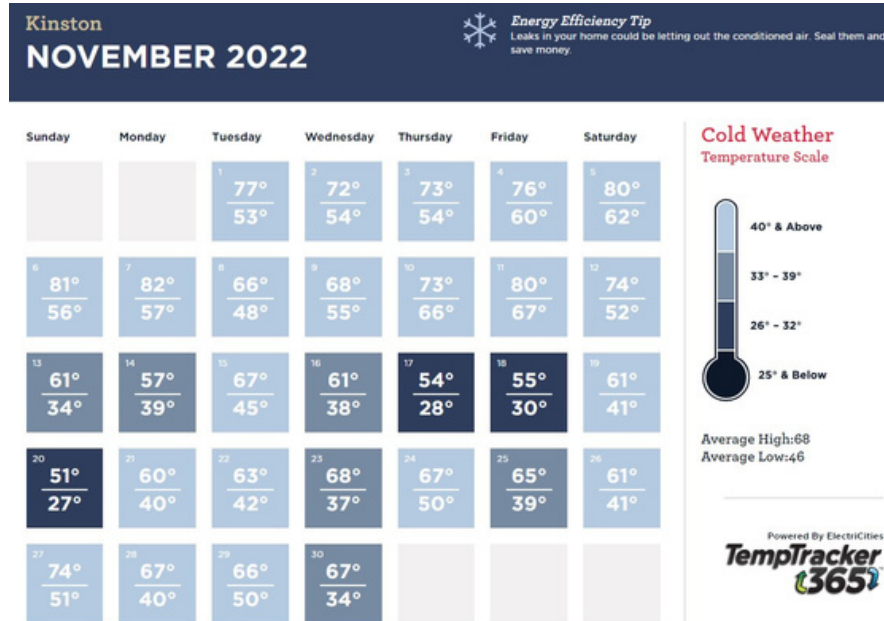 Kinston
NOVEMBER 2022
Energy Efficiency Tip
Leaks in your home could be letting out the conditioned air. Seal them and
save money.
Sunday Monday Tuesday Wednesday Thursday Friday Saturday
1 2 3 4 5
77° 72° 73° 76° 80°
53° 54° 54° 60° 62°
6 7 8 9 10 11 12
81° 82° 66° 68° 73° 80° 74°
56° 57° 48° 55° 66° 67° 52°
13 14 15 16 17 18 19
61° 57° 67° 61° 54° 55° 61°
34° 39° 45° 38° 28° 30° 41°
20 21 22 23 24 25 26
51° 60° 63° 68° 67° 65° 61°
27° 40° 42° 37° 50° 39° 41°
27 28 29 30
74° 67° 66° 67°
51° 40° 50° 34°
Cold Weather
Temperature Scale
40° & Above
33° - 39°
26° - 32°
25° & Below
Average High:68
Average Low:46
Powered By ElectriCities
TempTracker
365